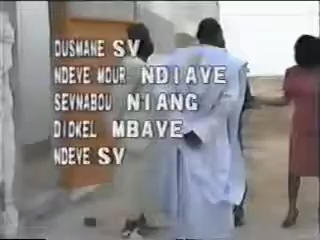 OUSMANE SY
NDEYE MOUR NDIAYE
SEYNABOU NIANG
DIOKEL MBAYE
NDEYE SY